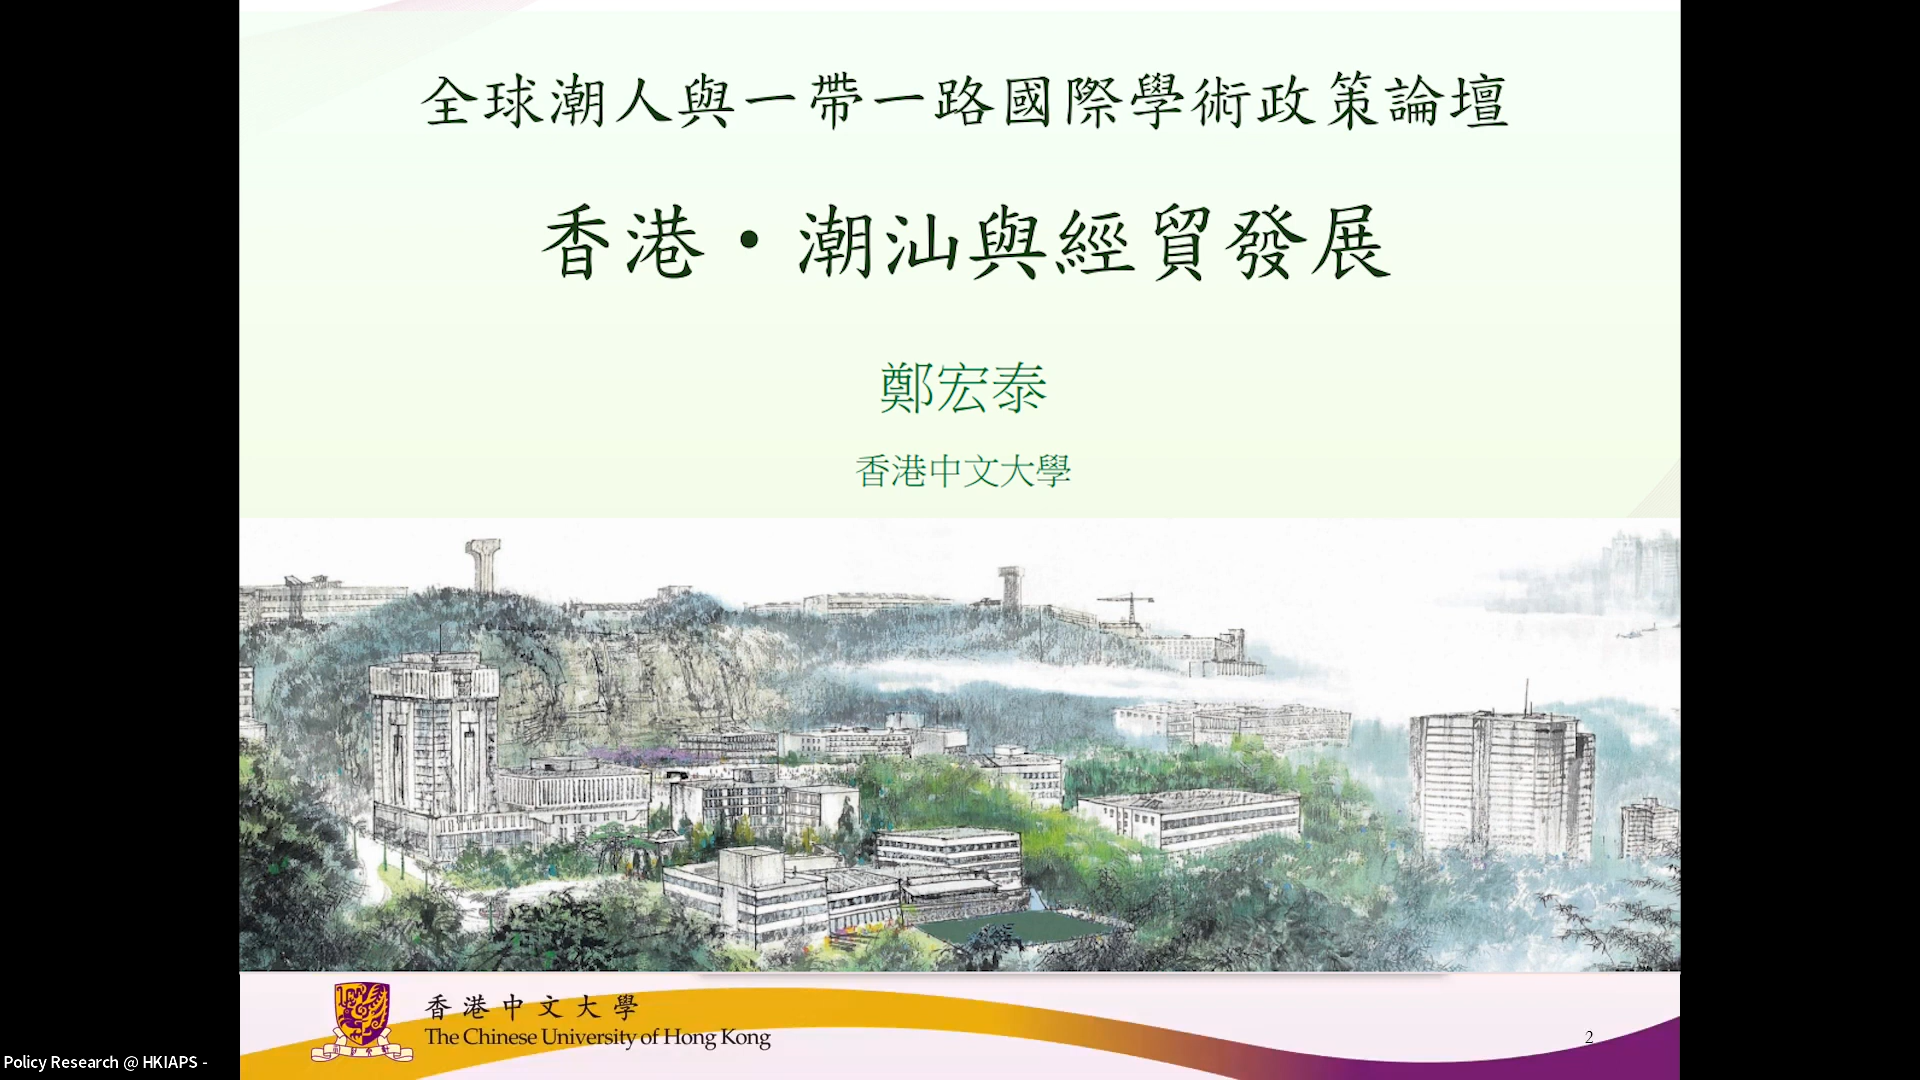 全球潮人與一帶一路國際學術政策論壇
香港·潮汕與經貿發展
鄭宏泰
香港中文大學
香港中文大學
The Chinese University of Hong Kong
2
Policy Research @ HKIAPS -